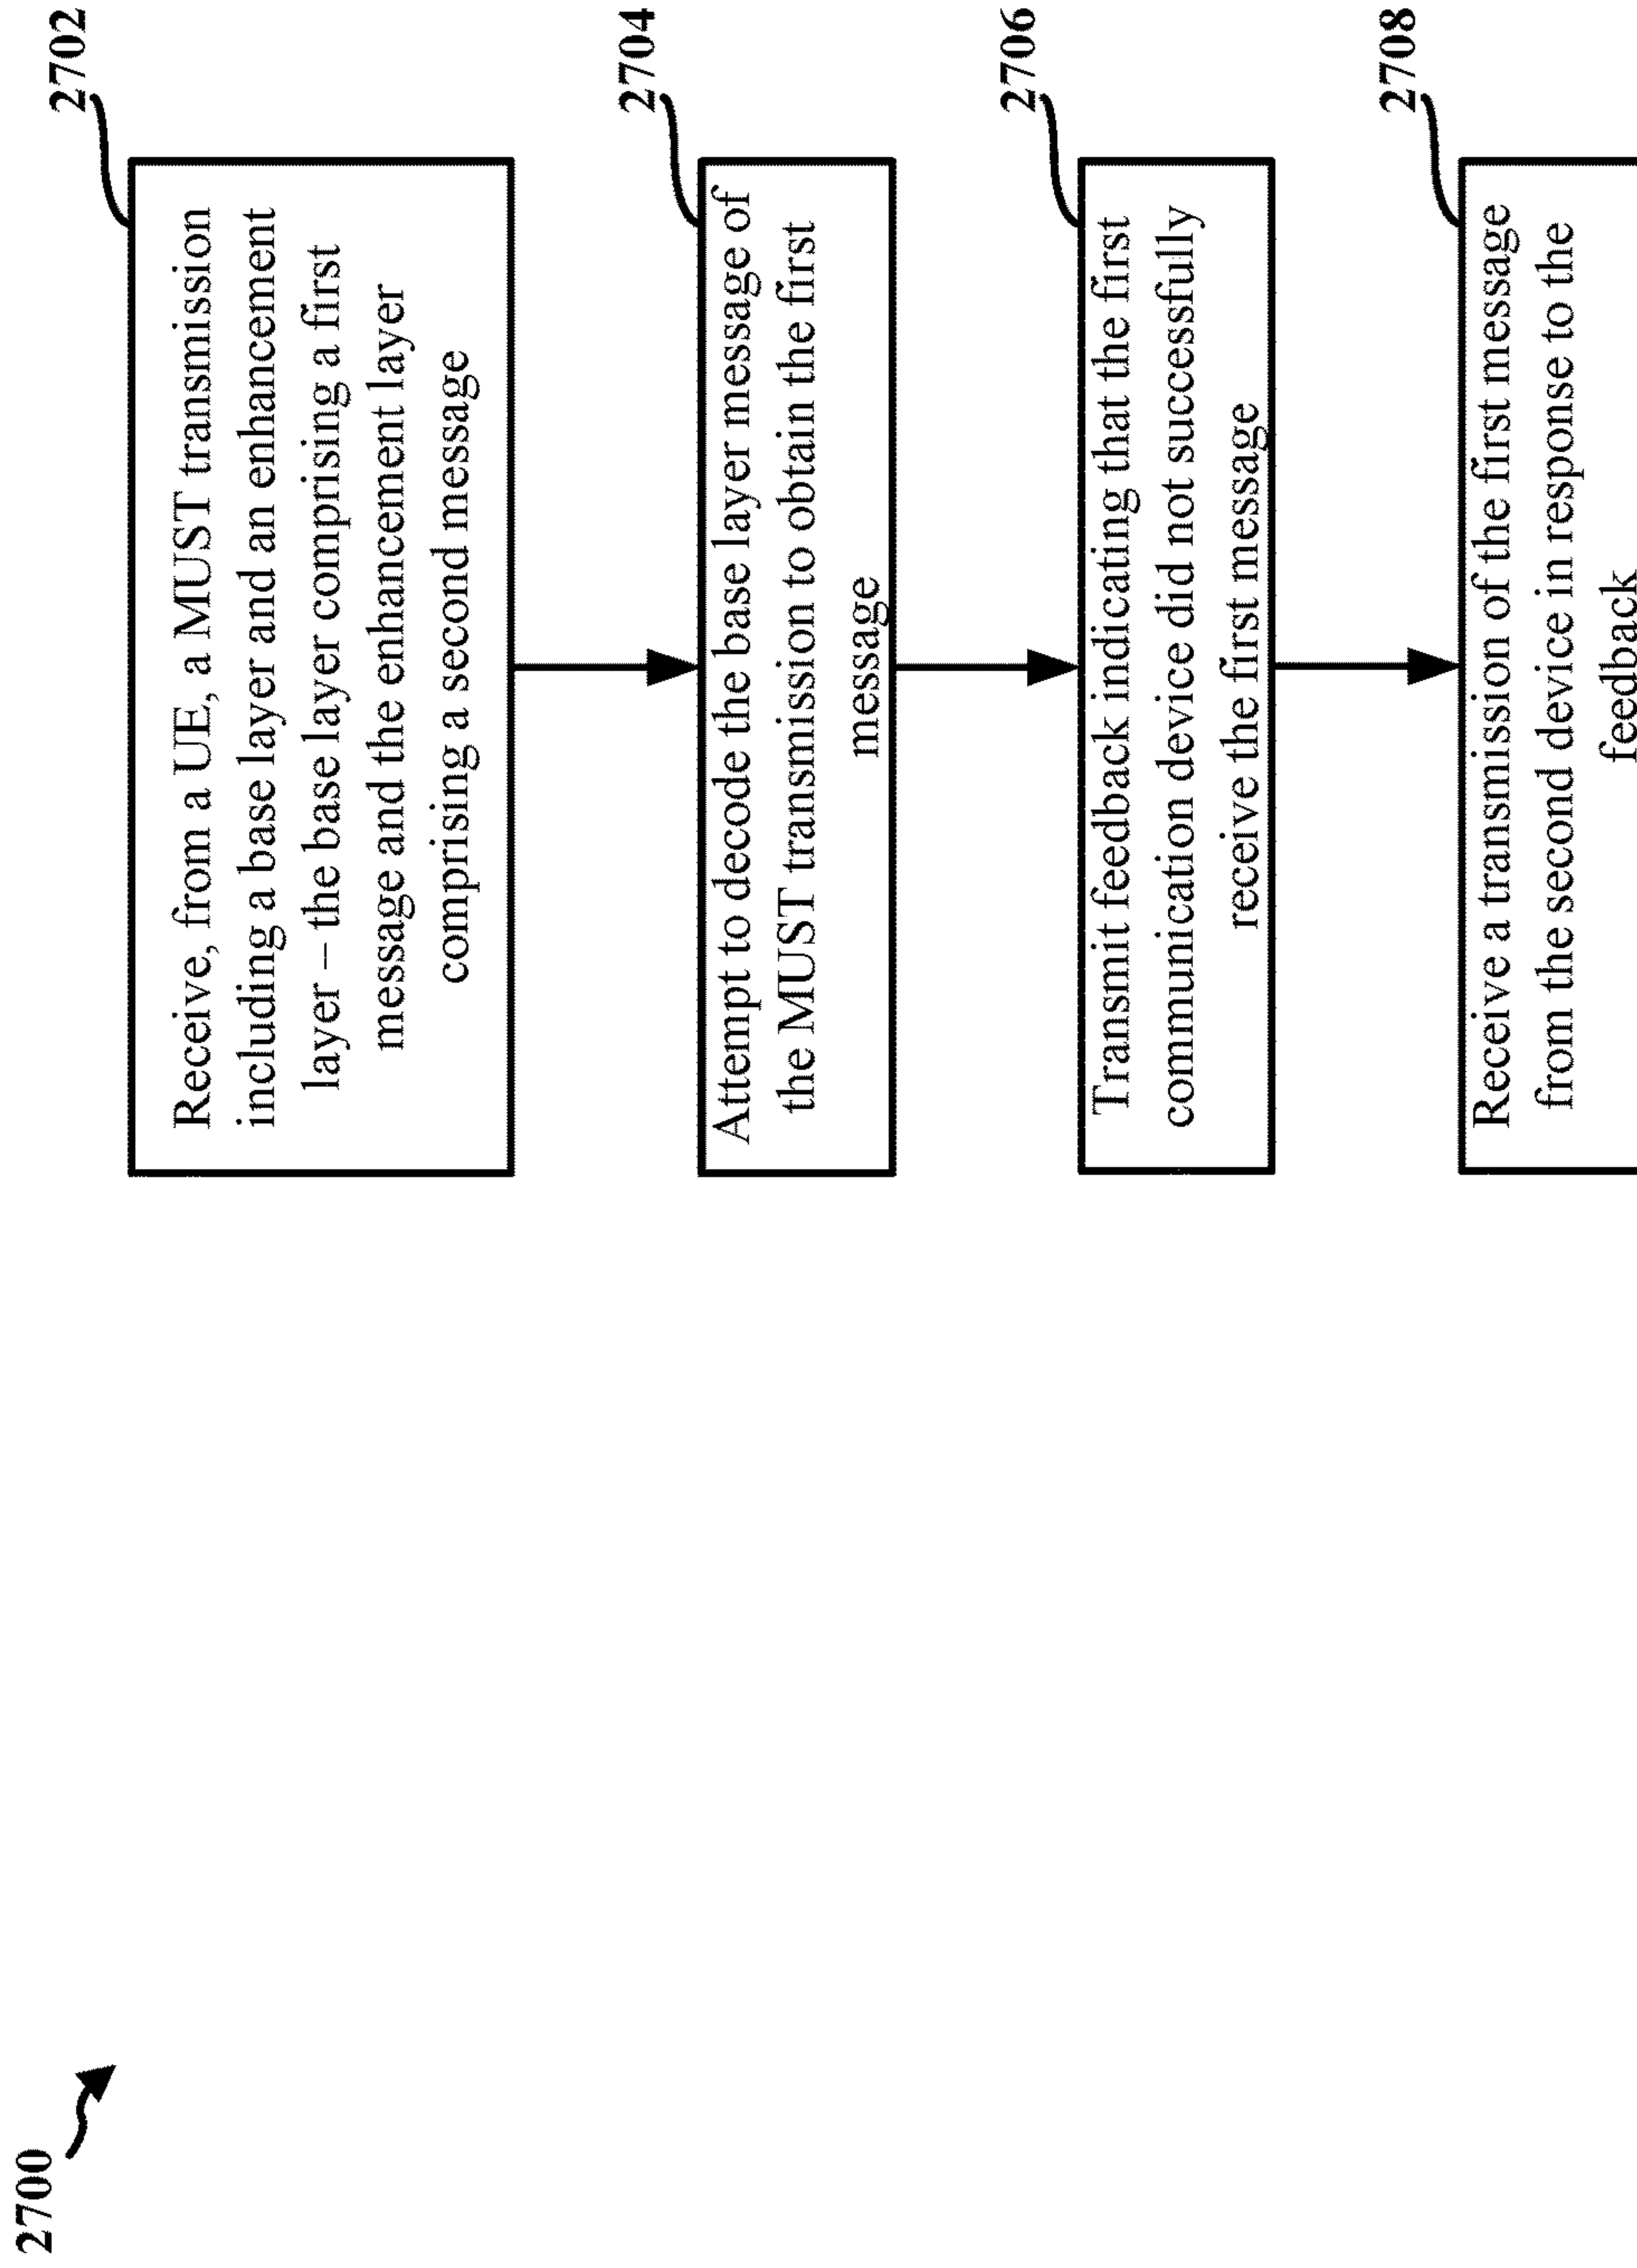 2700
2702
Receive, from a UE, a MUST transmission
including a base layer and an enhancement
layer – the base layer comprising a first
message and the enhancement layer
comprising a second message
2704
Attempt to decode the base layer message of
the MUST transmission to obtain the first
message
2706
Transmit feedback indicating that the first
communication device did not successfully
receive the first message
2708
Receive a transmission of the first message
from the second device in response to the
feedback